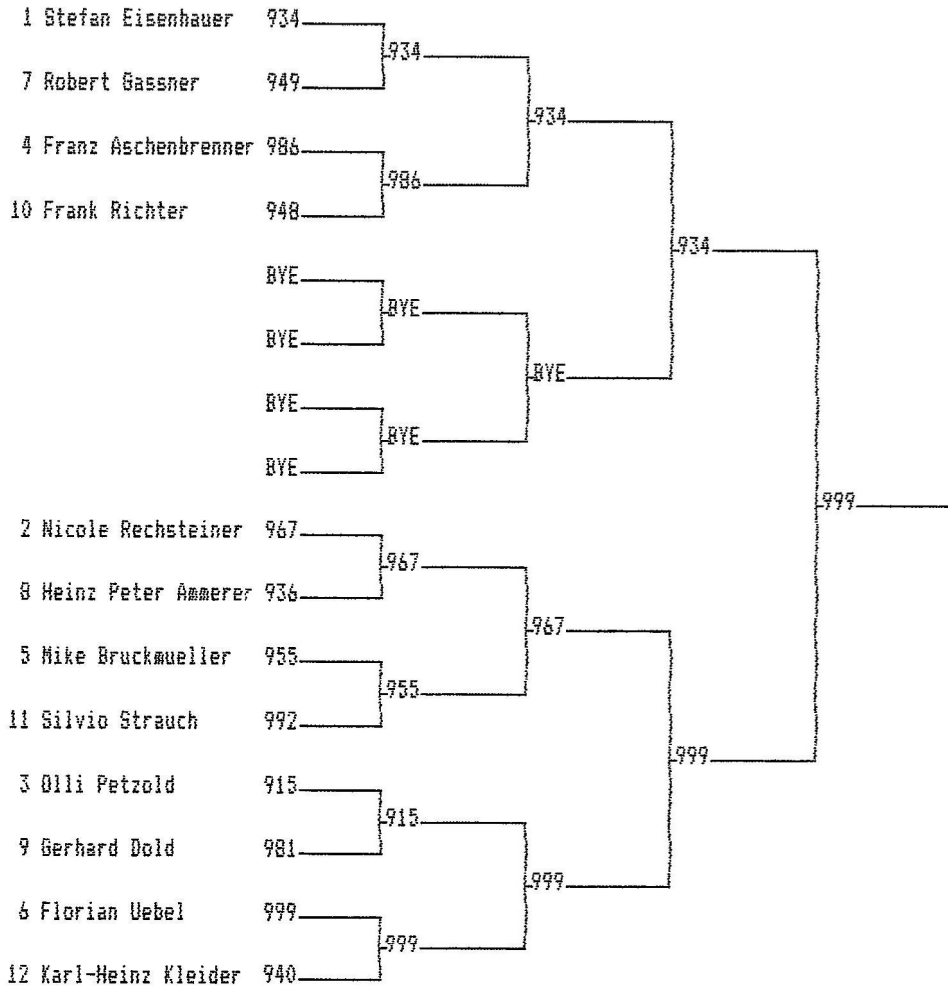 1 Stefan Eisenhauer 934
934
7 Robert Gassner 949
934
4 Franz Aschenbrenner 986
986
10 Frank Richter 948
934
BYE
BYE
BYE
BYE
BYE
BYE
BYE
999
2 Nicole Rechsteiner 967
967
8 Heinz Peter Ammerer 936
967
5 Mike Bruckmueller 955
955
11 Silvio Strauch 992
999
3 Olli Petzold 915
915
9 Gerhard Dold 981
999
6 Florian Uebel 999
999
12 Karl-Heinz Kleider 940